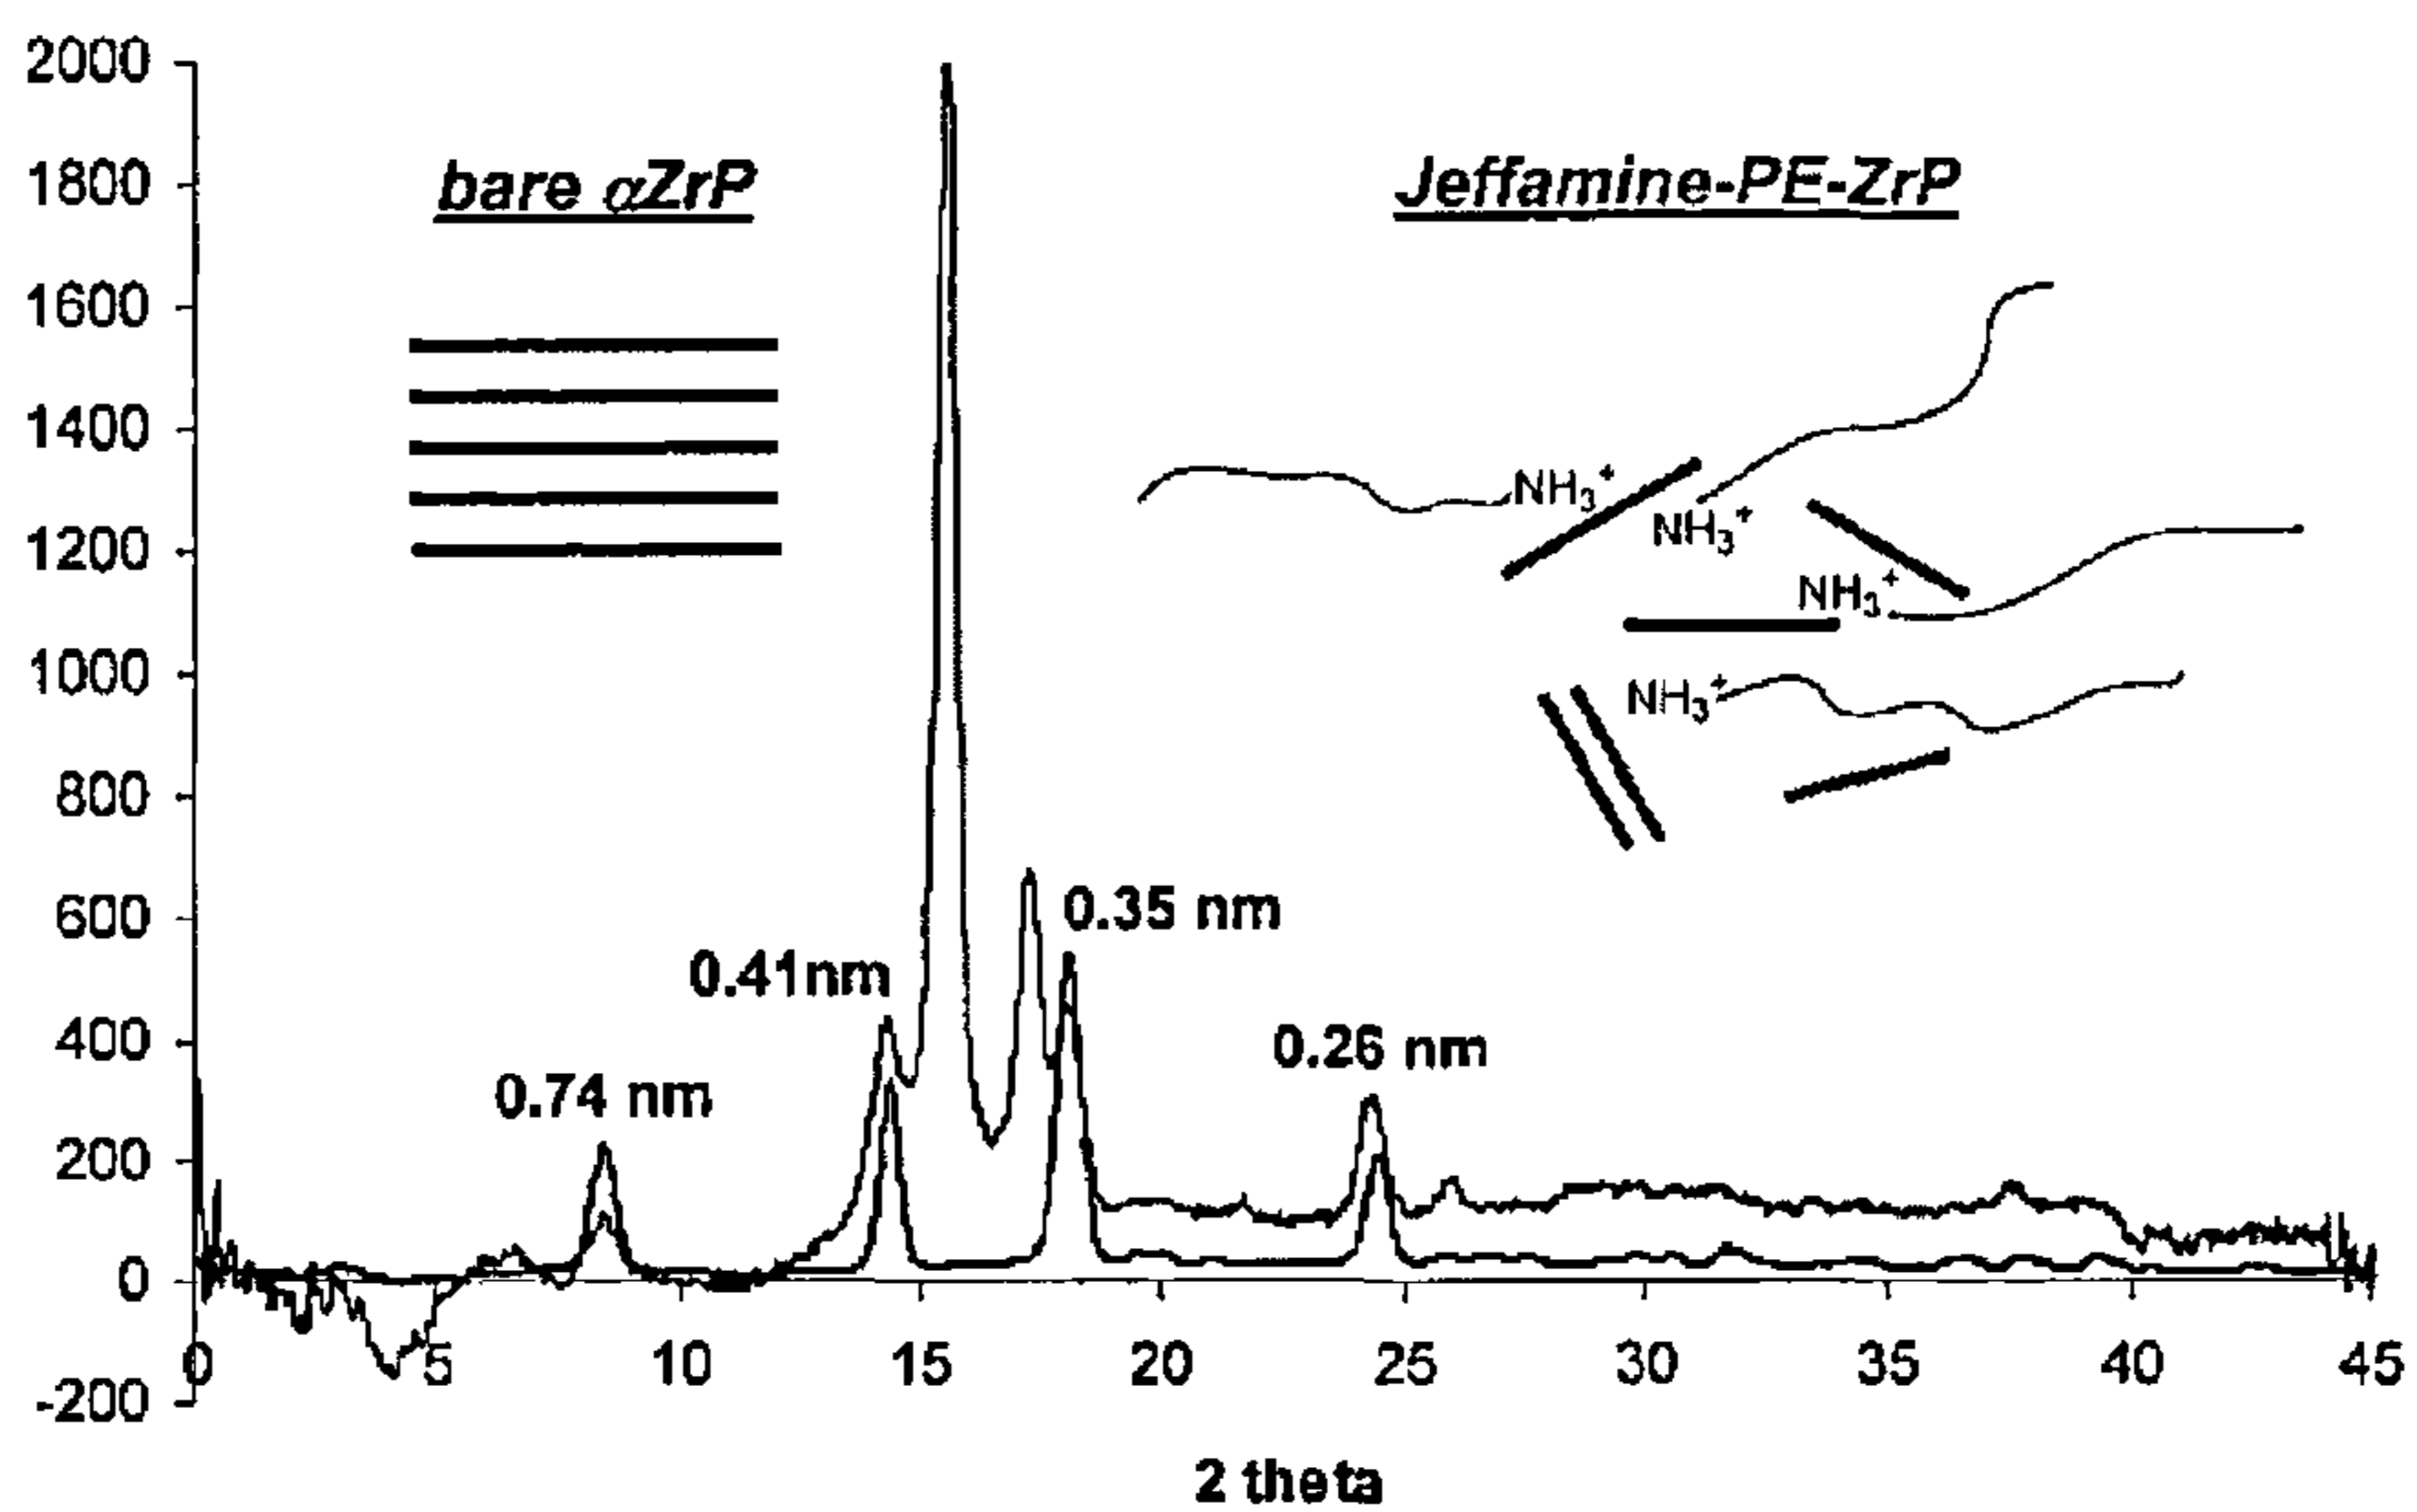 2000
1800
1600
1400
1200
1000
800
600
400
200
0
-200
bare αZrP
Jeffamine-PE-ZrP
NH3+
NH3+
NH3+
NH3+
0.35 nm
0.41nm
0.26 nm
0.74 nm
0 5 10 15 20 25 30 35 40 45
2 theta